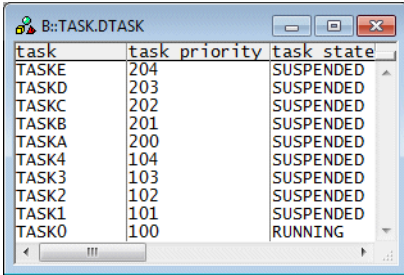 B::TASK.DTASK
task task priority task state
TASKE 204 SUSPENDED
TASKD 203 SUSPENDED
TASKC 202 SUSPENDED
TASKB 201 SUSPENDED
TASKA 200 SUSPENDED
TASK4 104 SUSPENDED
TASK3 103 SUSPENDED
TASK2 102 SUSPENDED
TASK1 101 SUSPENDED
TASK0 100 RUNNING